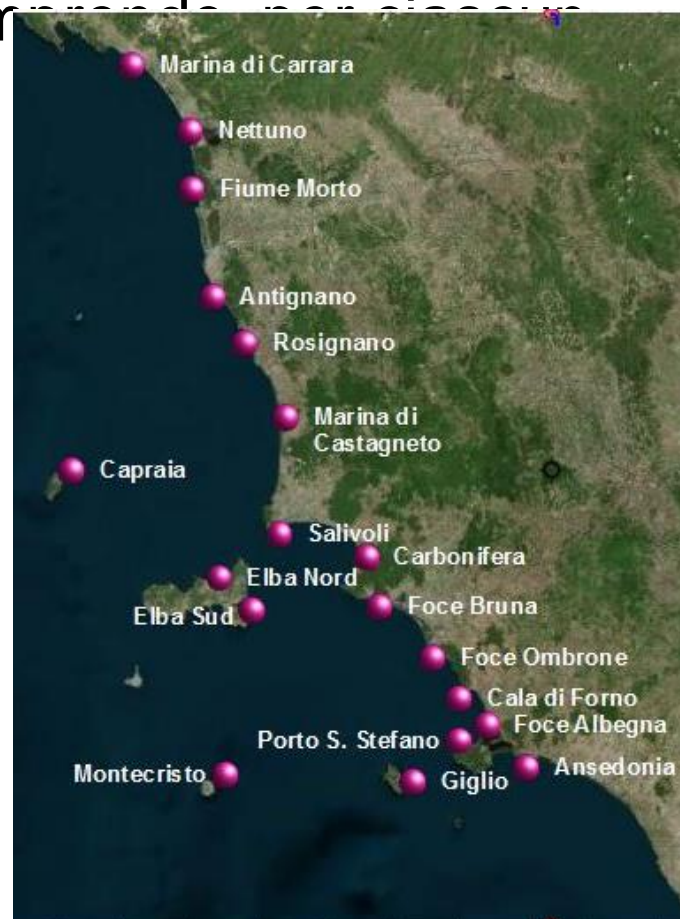 Marina di Carrara
Nettuno
Fiume Morto
Antignano
Rosignano
Marina di
Castagneto
Capraia
Salivoli
Carbonifera
Elba Nord
Foce Bruna
Elba Sud
Foce Ombrone
Cala di Forno
Foce Albegna
Porto S. Stefano
Ansedonia
Montecristo
Giglio